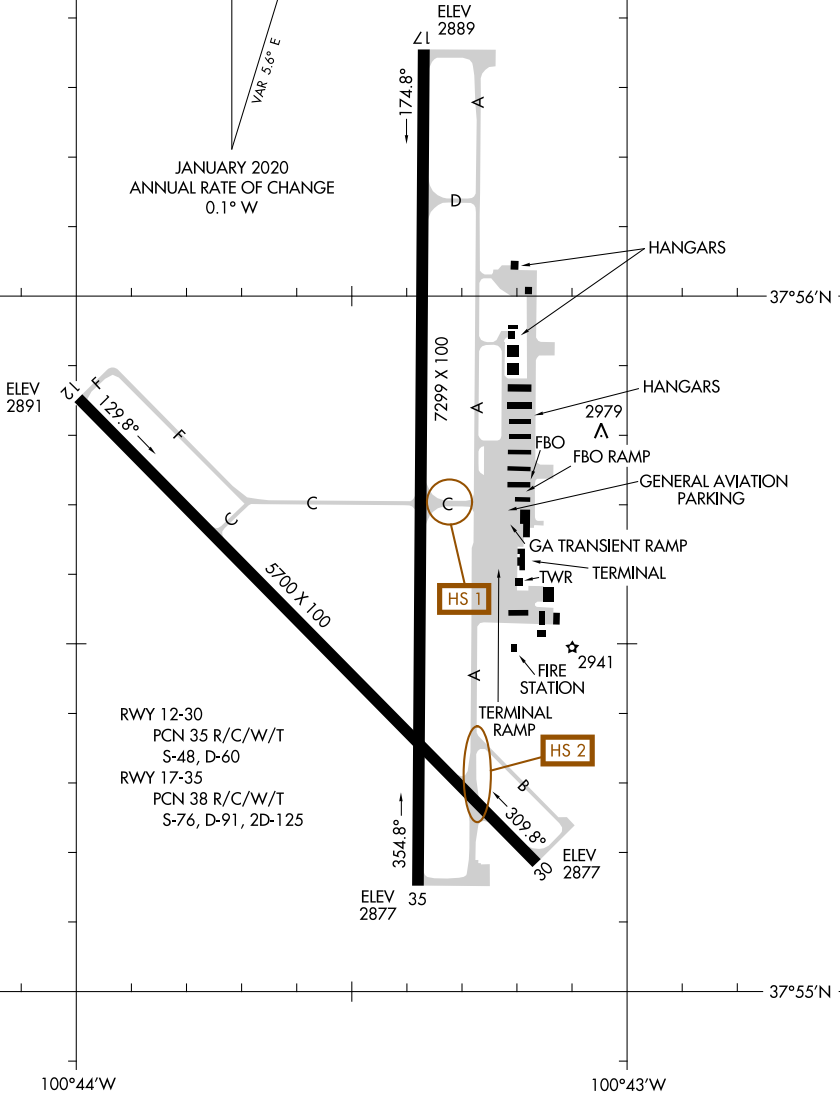 ELEV
2889
17
VAR 5.6° E
174.8°
A
JANUARY 2020
ANNUAL RATE OF CHANGE
0.1° W
D
HANGARS
37°56'N
7299 X 100
ELEV
2891
12
F
129.8°
F
A
HANGARS
2979
FBO
FBO RAMP
GENERAL AVIATION
PARKING
C
C
C
GA TRANSIENT RAMP
TERMINAL
TWR
5700 X 100
HS 1
2941
FIRE
STATION
A
TERMINAL
RAMP
RWY 12-30
PCN 35 R/C/W/T
S-48, D-60
RWY 17-35
PCN 38 R/C/W/T
S-76, D-91, 2D-125
HS 2
B
309.8°
354.8°
ELEV
2877
30
ELEV
2877
35
37°55'N
100°44'W
100°43'W